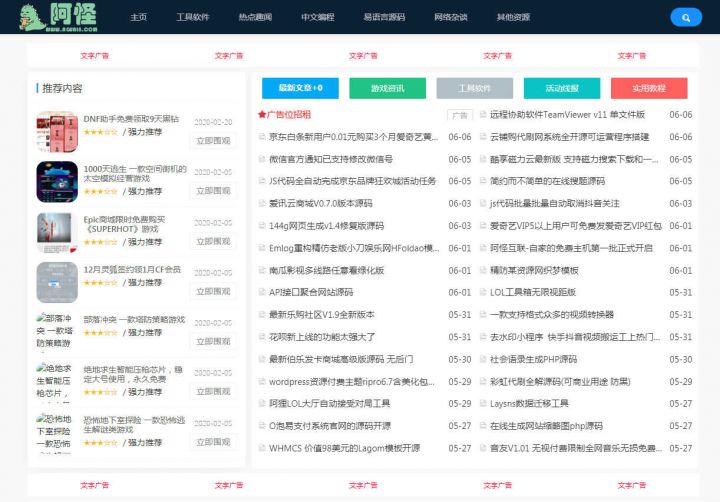 阿怪
主页 工具软件 热点趣闻 中文编程 易语言源码 网络杂谈 其他资源
文字广告 文字广告 文字广告 文字广告 文字广告
推荐内容
DNF助手免费领取9天黑钻 2020-02-20
★★★☆☆ / 强力推荐 立即围观
1000天逃生 一款空间街机的太空模拟经营游戏 2020-02-05
★★★☆☆ / 强力推荐 立即围观
Epic商城限时免费购买《SUPERHOT》游戏 2020-02-05
★★★☆☆ / 强力推荐 立即围观
12月灵狐签约领1月CF会员 2020-02-05
★★★☆☆ / 强力推荐 立即围观
部落冲突 一款塔防策略游
部落冲突 一款塔防策略游戏 2020-02-05
★★★☆☆ / 强力推荐 立即围观
绝地求生智能压枪芯片,
绝地求生智能压枪芯片,稳定大号使用,永久免费 2020-02-05
★★★☆☆ / 强力推荐 立即围观
恐怖地下室探险 一款恐怖
恐怖地下室探险 一款恐怖逃生解谜类游戏 2020-02-05
★★★☆☆ / 强力推荐 立即围观
最新文章+0 游戏资讯 工具软件 活动线报 实用教程
★广告位招租 广告
京东白条新用户0.01元购买3个月爱奇艺黄... 06-06
微信官方通知已支持修改微信号 06-05
JS代码全自动完成京东品牌狂欢城活动任务 06-05
爱讯云商城V0.7.0版本源码 06-03
144g网页生成v1.4修复版源码 06-03
Emlog重构精仿老版小刀娱乐网HFoldao模... 06-01
南瓜影视多线路任意看绿化版 06-01
API接口聚合网站源码 06-01
最新乐购社区V1.9全新版本 05-31
花呗新上线的功能太强大了 05-31
最新伯乐发卡商城高级版源码 无后门 05-30
wordpress资源付费主题ripro6.7含美化包... 05-29
阿狸LOL大厅自动接受对局工具 05-29
O泡易支付系统官网的源码开源 05-27
WHMCS 价值98美元的Lagom模板开源 05-27
远程协助软件TeamViewer v11 单文件版 06-06
云铺购代刷网系统全开源可运营程序搭建 06-06
酷享磁力云最新版 支持磁力搜索下载和一... 06-05
简约而不简单的在线搜题源码 06-05
js代码批量批量自动取消抖音关注 06-03
爱奇艺VIP5以上用户可免费发爱奇艺VIP红包 06-03
阿怪互联-自家的免费主机第一批正式开启 06-01
精防某资源网织梦模板 06-01
LOL工具箱无限视距版 05-31
一款支持格式众多的视频转换器 05-31
去水印小程序 快手抖音视频搬运工上热门... 05-31
社会语录生成PHP源码 05-30
彩虹代刷全解源码(可商业用途 防黑) 05-29
Laysns数据迁移工具 05-29
在线生成网站缩略图php源码 05-27
音友V1.01 无视付费限制全网音乐无损免费... 05-27
文字广告 文字广告 文字广告 文字广告 文字广告